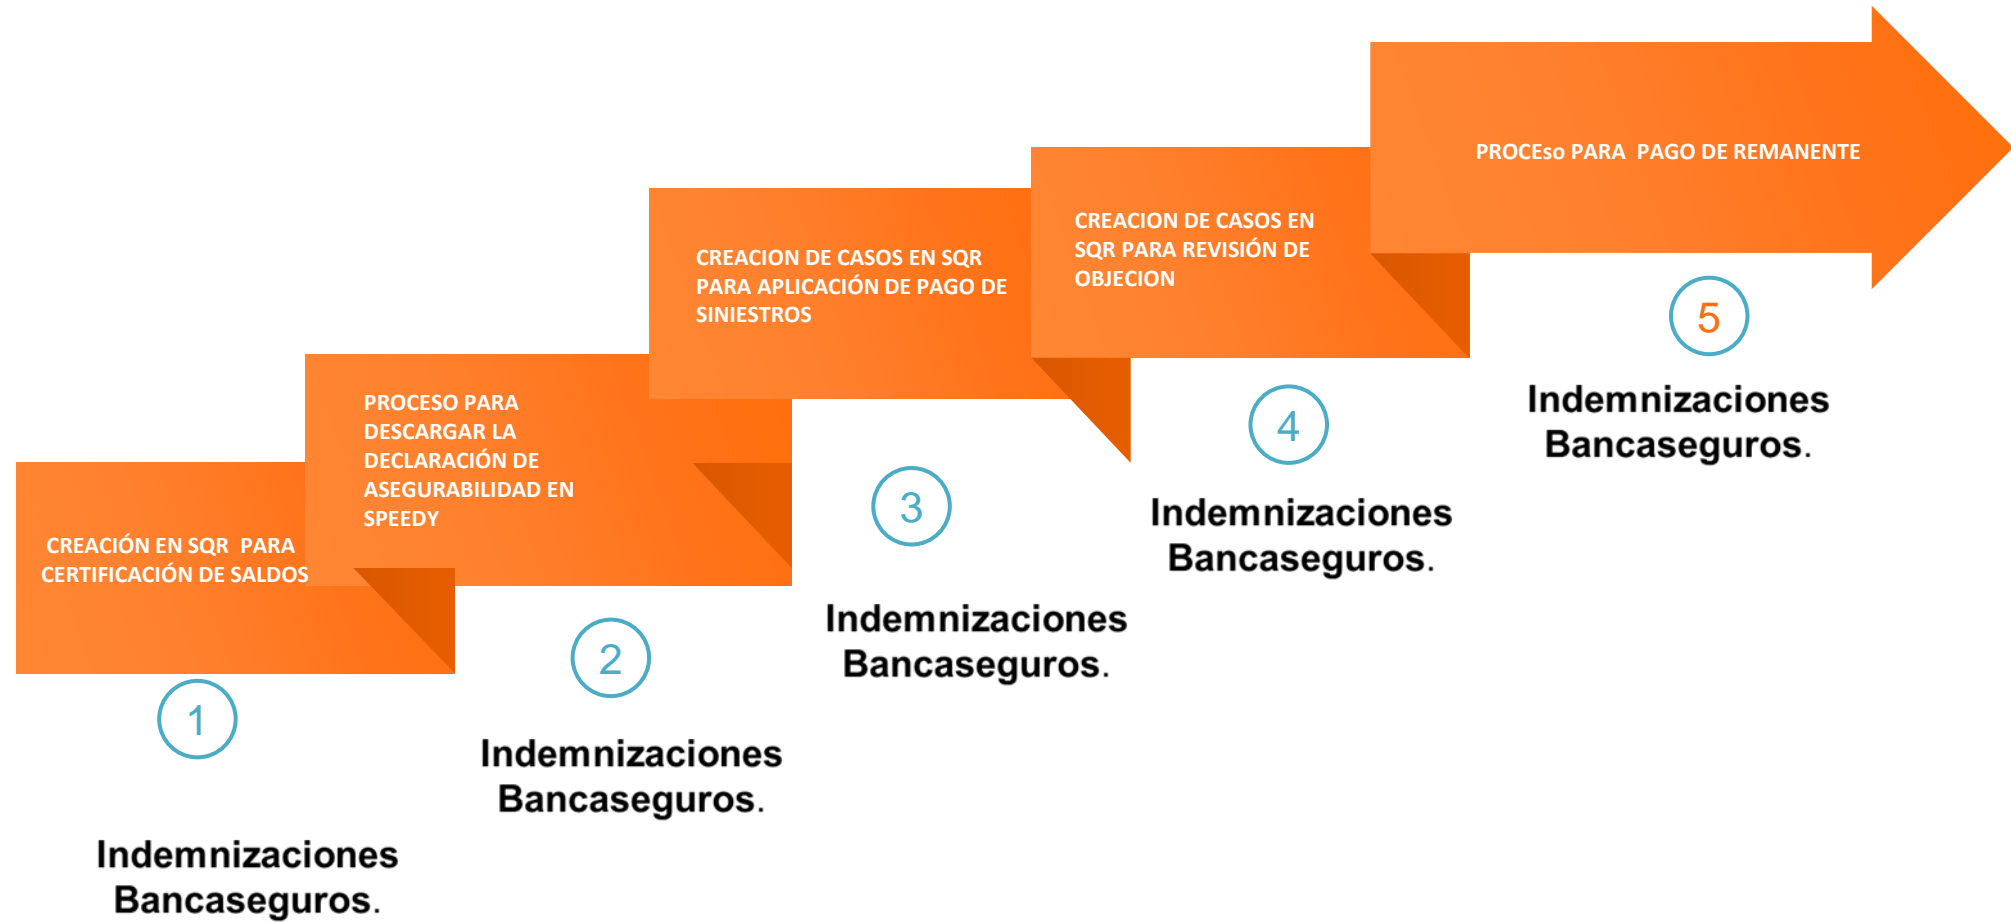 CREACIÓN EN SQR  PARA
CERTIFICACIÓN DE SALDOS
1
Indemnizaciones
Bancaseguros.
PROCESO PARA
DESCARGAR LA
DECLARACIÓN DE
ASEGURABILIDAD EN
SPEEDY
2
Indemnizaciones
Bancaseguros.
CREACION DE CASOS EN SQR
PARA APLICACIÓN DE PAGO DE
SINIESTROS
3
Indemnizaciones
Bancaseguros.
CREACION DE CASOS EN
SQR PARA REVISIÓN DE
OBJECION
4
Indemnizaciones
Bancaseguros.
PROCEso PARA  PAGO DE REMANENTE
5
Indemnizaciones
Bancaseguros.